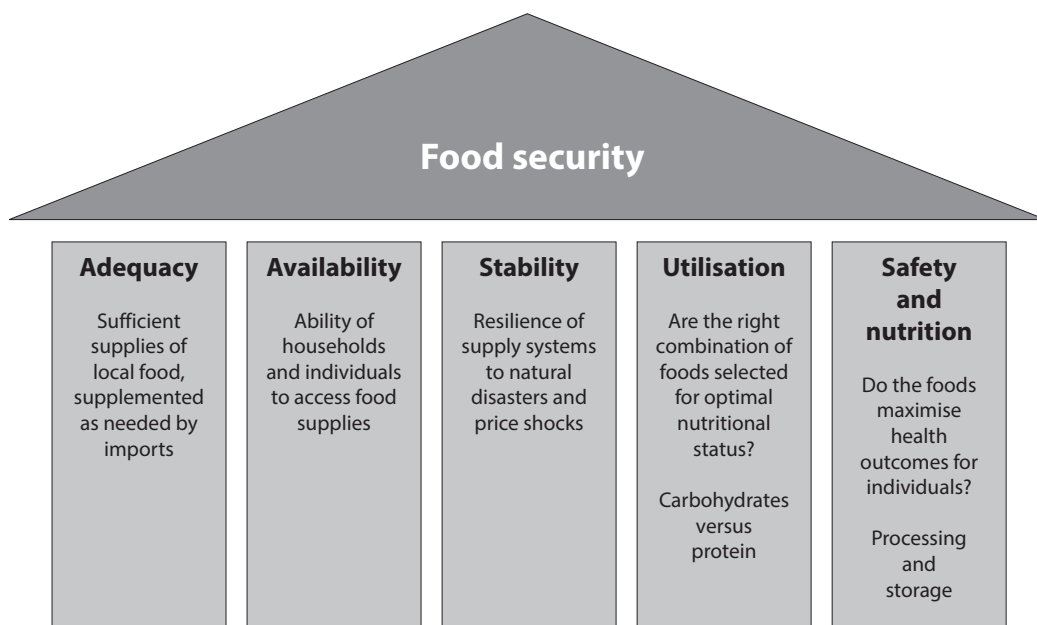 Food security
Adequacy
Sufficient
supplies of
local food,
supplemented
as needed by
imports
Availability
Ability of
households
and individuals
to access food
supplies
Stability
Resilience of
supply systems
to natural
disasters and
price shocks
Utilisation
Are the right
combination of
foods selected
for optimal
nutritional
status?
Carbohydrates
versus
protein
Safety
and
nutrition
Do the foods
maximise
health
outcomes for
individuals?
Processing
and
storage